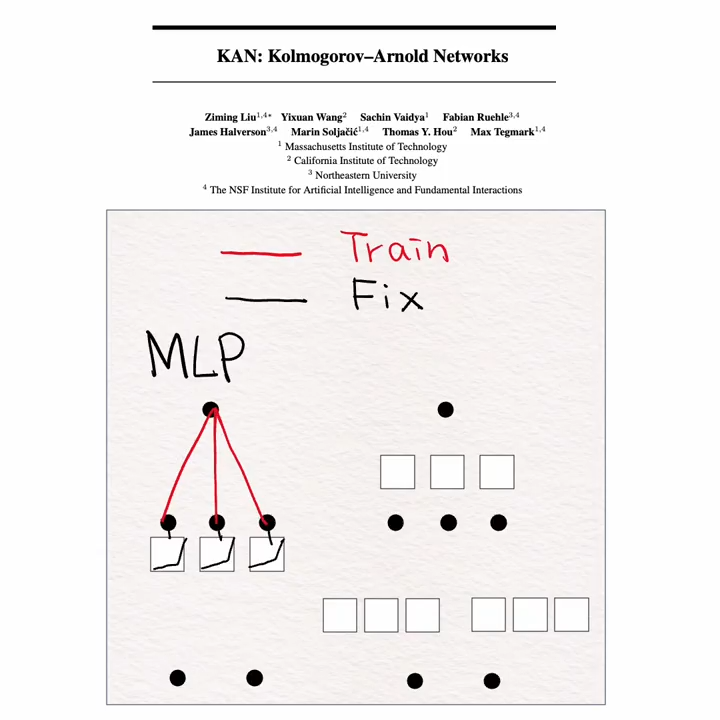 KAN: Kolmogorov–Arnold Networks
Ziming Liu1,4* Yixuan Wang2 Sachin Vaidya1 Fabian Ruehle3,4
James Halverson3,4 Marin Soljačić1,4 Thomas Y. Hou2 Max Tegmark1,4
1 Massachusetts Institute of Technology
2 California Institute of Technology
3 Northeastern University
4 The NSF Institute for Artificial Intelligence and Fundamental Interactions
Train
Fix
MLP